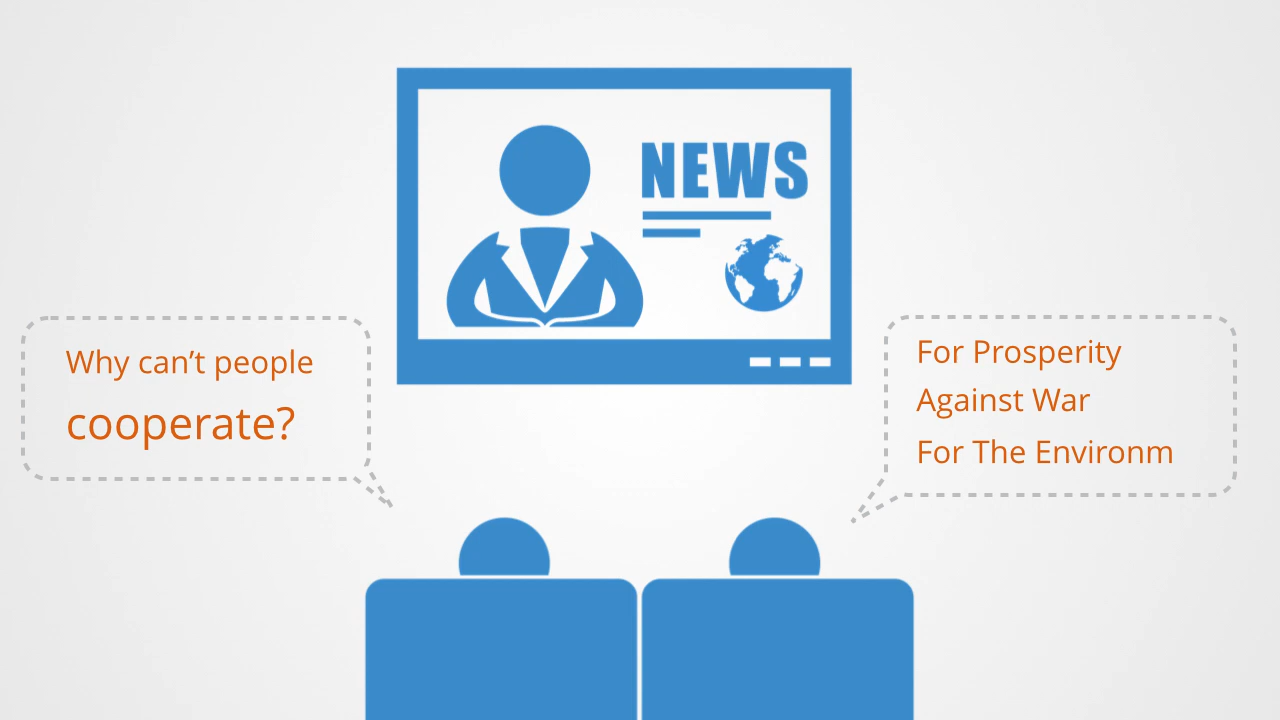 NEWS
Why can’t people
cooperate?
For Prosperity
Against War
For The Environm